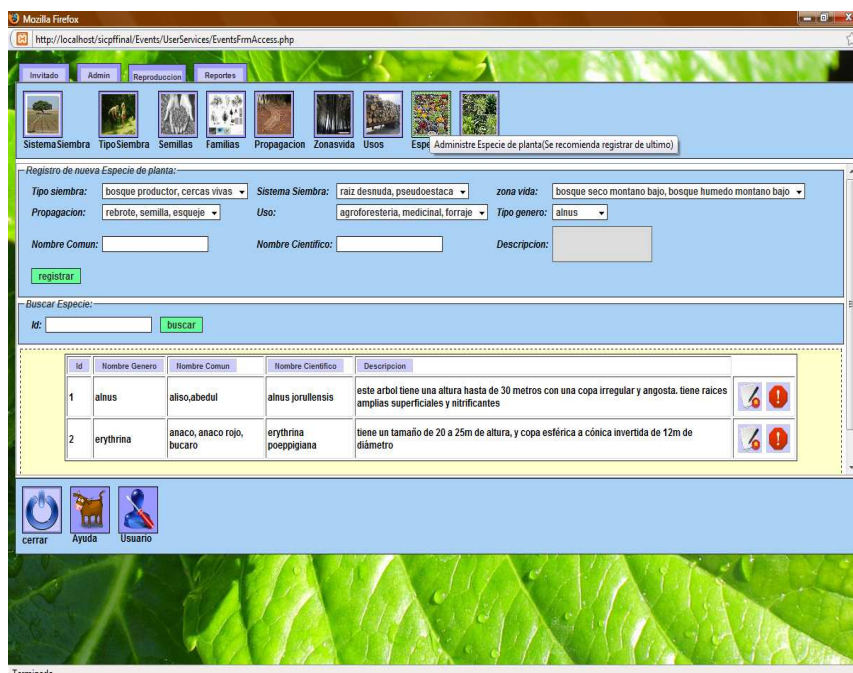 Mozilla Firefox
http://localhost/sicpffinal/Events/UserServices/EventsFrmAccess.php
Invitado Admin Reproduccion Reportes
SistemaSiembra TipoSiembra Semillas Familias Propagacion Zonasvida Usos Espe
Administre Especie de planta(Se recomienda registrar de ultimo)
Registro de nueva Especie de planta:
Tipo siembra: bosque productor, cercas vivas Sistema Siembra: raiz desnuda, pseudoestaca zona vida: bosque seco montano bajo, bosque humedo montano bajo
Propagacion: rebrote, semilla, esqueje Uso: agroforesteria, medicinal, forraje Tipo genero: alnus
Nombre Comun: Nombre Cientifico: Descripcion:
registrar
Buscar Especie:
Id: buscar
Id Nombre Genero Nombre Comun Nombre Cientifico Descripcion
1 alnus aliso,abedul alnus jorullensis este arbol tiene una altura hasta de 30 metros con una copa irregular y angosta. tiene raices
amplias superficiales y nitrificantes
2 erythrina anaco, anaco rojo, bucaro erythrina poeppigiana tiene un tamaño de 20 a 25m de altura, y copa esférica a cónica invertida de 12m de
diámetro
cerrar Ayuda Usuario